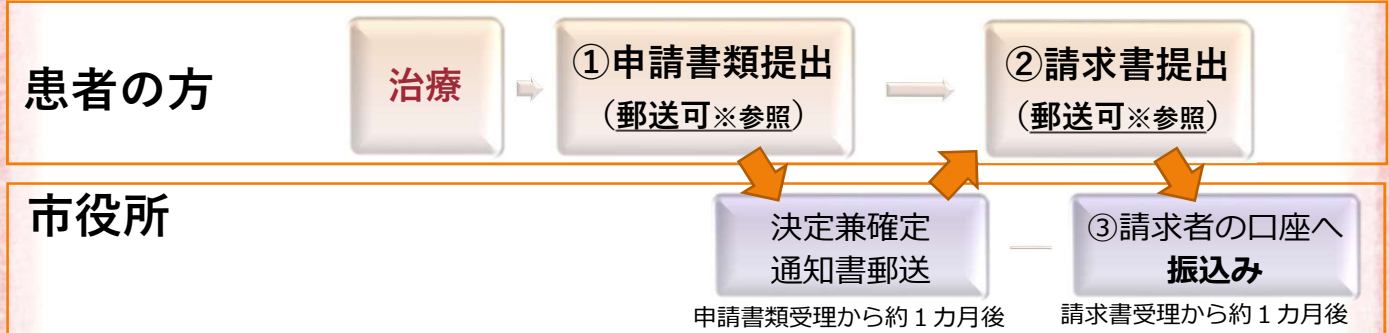 患者の方
治療
①申請書類提出
（郵送可※参照）
②請求書提出
（郵送可※参照）
市役所
決定兼確定
通知書郵送
申請書類受理から約１カ月後
③請求者の口座へ
振込み
請求書受理から約１カ月後